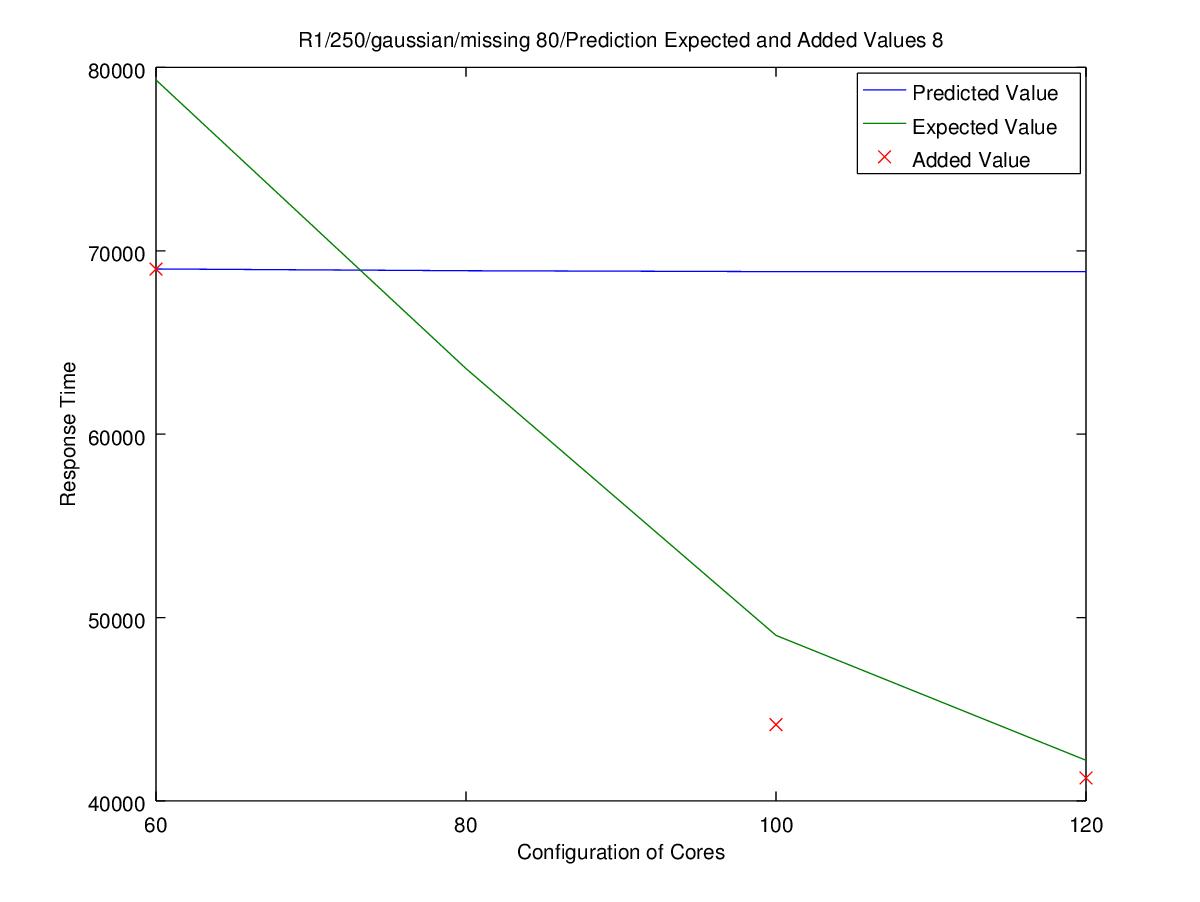 R1/250/gaussian/missing 80/Prediction Expected and Added Values 8
80000
70000
60000
50000
40000
Response Time
Predicted Value
Expected Value
Added Value
60
80
100
120
Configuration of Cores